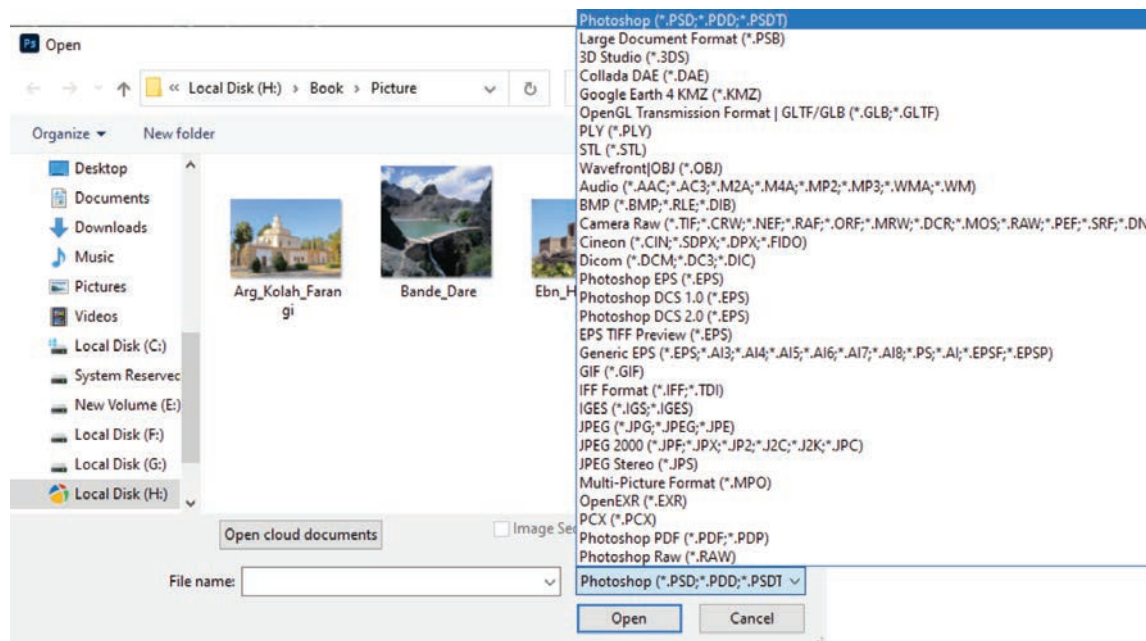 Ps Open
« Local Disk (H:) › Book › Picture
Organize New folder
Desktop
Documents
Downloads
Music
Pictures
Videos
Local Disk (C:)
System Reservec
New Volume (E:)
Local Disk (F:)
Local Disk (G:)
Local Disk (H:)
Arg_Kolah_Faran
gi
Bande_Dare
Ebn_H
Open cloud documents
Image Sec
File name:
Photoshop (*.PSD;*.PDD;*.PSDT)
Large Document Format (*.PSB)
3D Studio (*.3DS)
Collada DAE (*.DAE)
Google Earth 4 KMZ (*.KMZ)
OpenGL Transmission Format | GLTF/GLB (*.GLB;*.GLTF)
PLY (*.PLY)
STL (*.STL)
Wavefront|OBJ (*.OBJ)
Audio (*.AAC;*.AC3;*.M2A;*.M4A;*.MP2;*.MP3;*.WMA;*.WM)
BMP (*.BMP;*.RLE;*.DIB)
Camera Raw (*.TIF;*.CRW;*.NEF;*.RAF;*.ORF;*.MRW;*.DCR;*.MOS;*.RAW;*.PEF;*.SRF;*.DN
Cineon (*.CIN;*.SDPX;*.DPX;*.FIDO)
Dicom (*.DCM;*.DC3;*.DIC)
Photoshop EPS (*.EPS)
Photoshop DCS 1.0 (*.EPS)
Photoshop DCS 2.0 (*.EPS)
EPS TIFF Preview (*.EPS)
Generic EPS (*.EPS;*.AI3;*.AI4;*.AI5;*.AI6;*.AI7;*.AI8;*.PS;*.AI;*.EPSF;*.EPSP)
GIF (*.GIF)
IFF Format (*.IFF;*.TDI)
IGES (*.IGS;*.IGES)
JPEG (*.JPG;*.JPEG;*.JPE)
JPEG 2000 (*.JPF;*.JPX;*.JP2;*.J2C;*.J2K;*.JPC)
JPEG Stereo (*.JPS)
Multi-Picture Format (*.MPO)
OpenEXR (*.EXR)
PCX (*.PCX)
Photoshop PDF (*.PDF;*.PDP)
Photoshop Raw (*.RAW)
Photoshop (*.PSD;*.PDD;*.PSDT
Open Cancel